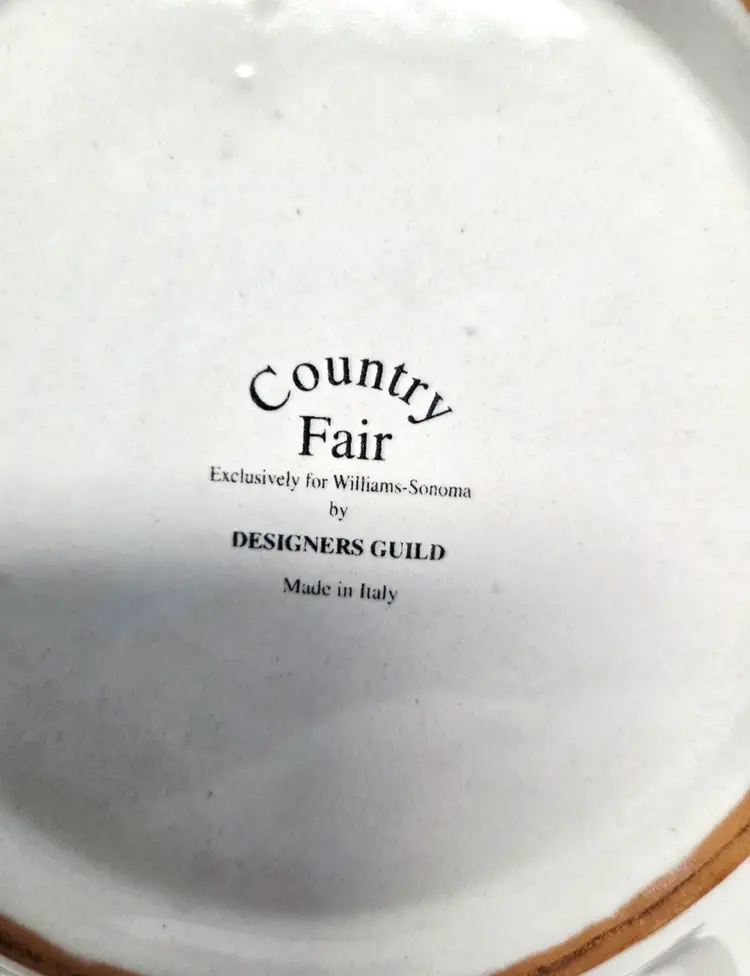 Country
Fair
Exclusively for Williams-Sonoma
by
DESIGNERS GUILD
Made in Italy